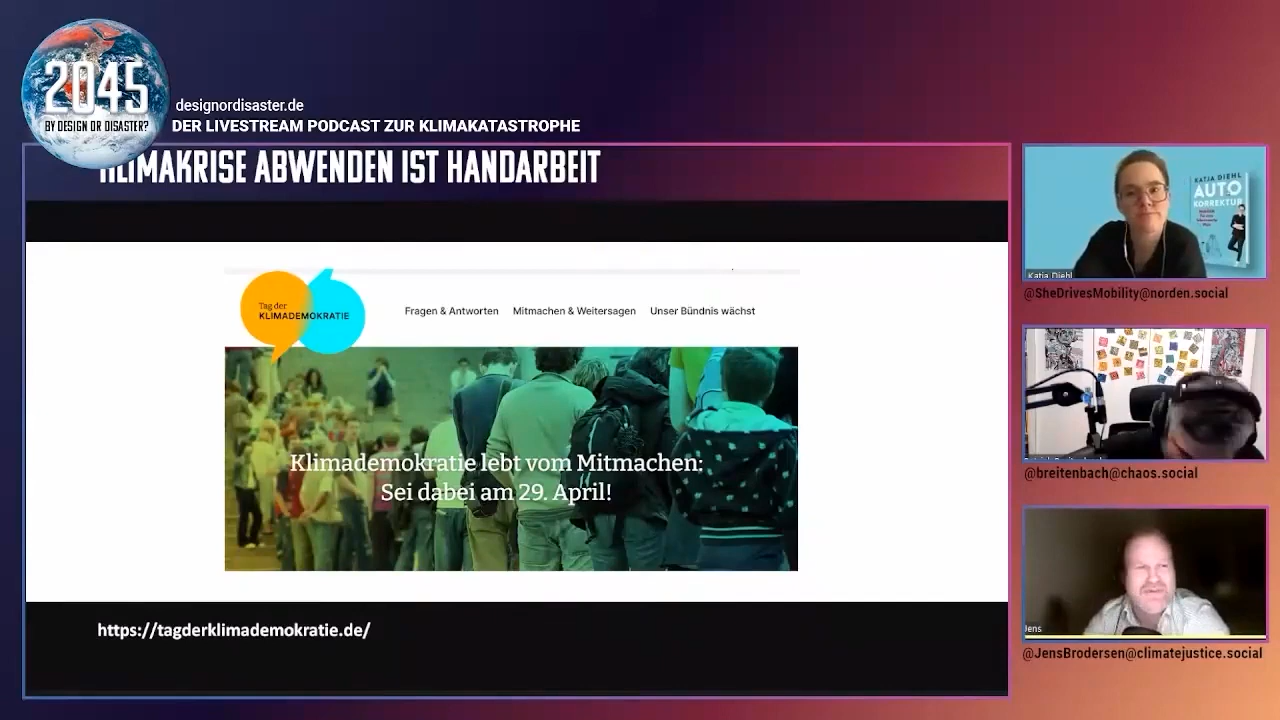 2045
BY DESIGN OR DISASTER?
designordisaster.de
DER LIVESTREAM PODCAST ZUR KLIMAKATASTROPHE
KLIMAKRISE ABWENDEN IST HANDARBEIT
Tag der
KLIMADEMOKRATIE
Fragen & Antworten Mitmachen & Weitersagen Unser Bündnis wächst
Klimademokratie lebt vom Mitmachen:
Sei dabei am 29. April!
https://tagderklimademokratie.de/
KATJA DIEHL
AUTO
KORREKTUR
Katja Diehl
@SheDrivesMobility@norden.social
@breitenbach@chaos.social
Jens
@JensBrodersen@climatejustice.social